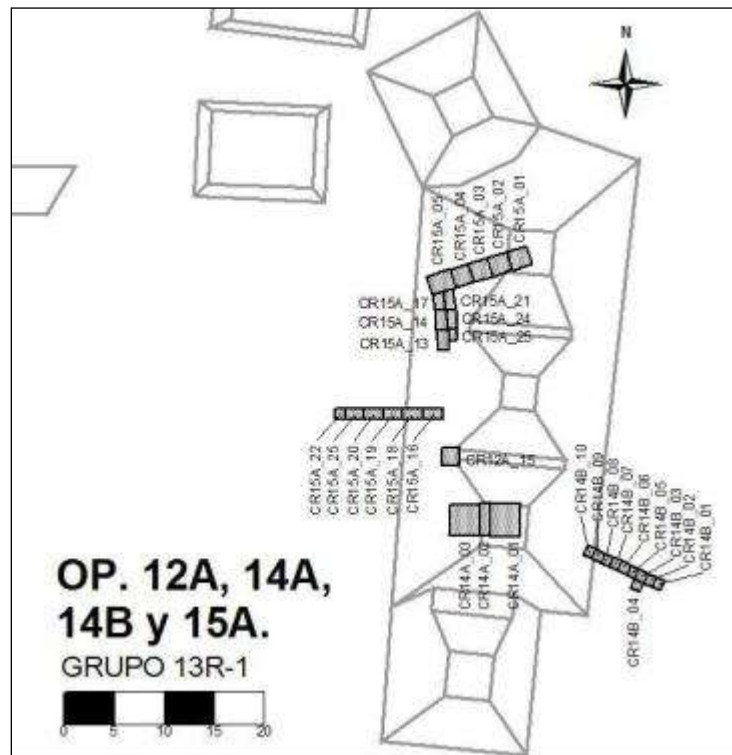 N
CR15A_05
CR15A_04
CR15A_03
CR15A_02
CR15A_01
CR15A_17
CR15A_21
CR15A_14
CR15A_24
CR15A_13
CR15A_25
CR15A_22
CR15A_25
CR15A_20
CR15A_19
CR15A_18
CR15A_16
CR12A_15
CR14B_10
CR14B_09
CR14B_08
CR14B_07
CR14B_06
CR14B_05
CR14B_03
CR14B_02
CR14B_01
CR14B_04
CR14A_03
CR14A_02
CR14A_01
OP. 12A, 14A,
14B y 15A.
GRUPO 13R-1
0 5 10 15 20